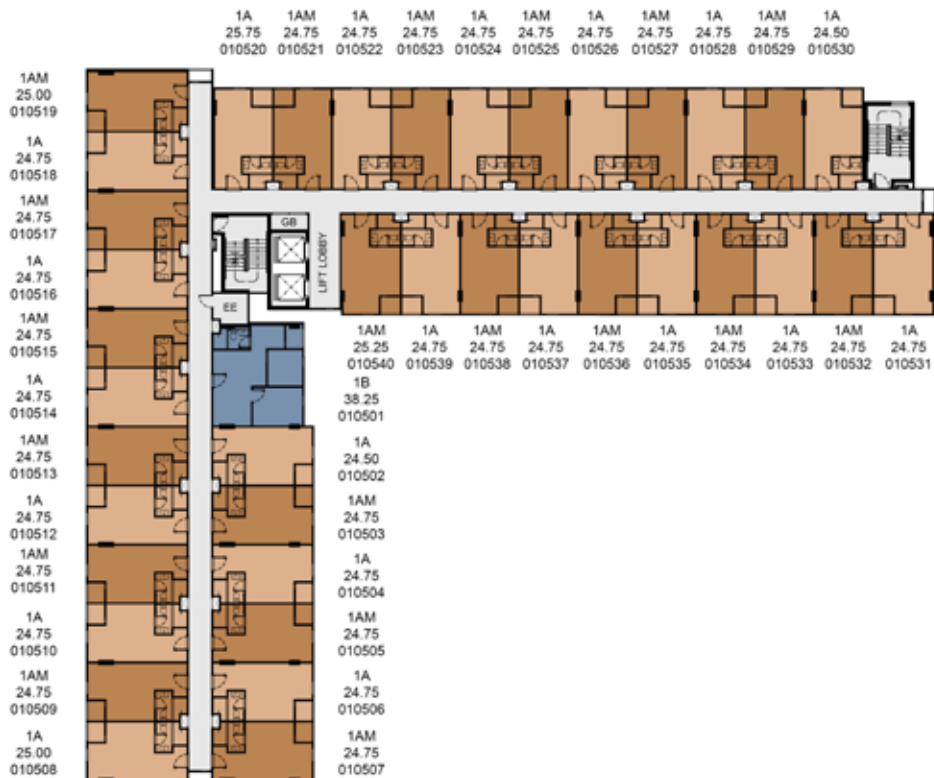 1A
25.75
010520
1AM
24.75
010521
1A
24.75
010522
1AM
24.75
010523
1A
24.75
010524
1AM
24.75
010525
1A
24.75
010526
1AM
24.75
010527
1A
24.75
010528
1AM
24.75
010529
1A
24.50
010530
1AM
25.00
010519
1A
24.75
010518
1AM
24.75
010517
1A
24.75
010516
1AM
24.75
010515
1A
24.75
010514
1AM
24.75
010513
1A
24.75
010512
1AM
24.75
010511
1A
24.75
010510
1AM
24.75
010509
1A
25.00
010508
GB
LIFT LOBBY
EE
1AM
25.25
010540
1A
24.75
010539
1AM
24.75
010538
1A
24.75
010537
1AM
24.75
010536
1A
24.75
010535
1AM
24.75
010534
1A
24.75
010533
1AM
24.75
010532
1A
24.75
010531
1B
38.25
010501
1A
24.50
010502
1AM
24.75
010503
1A
24.75
010504
1AM
24.75
010505
1A
24.75
010506
1AM
24.75
010507